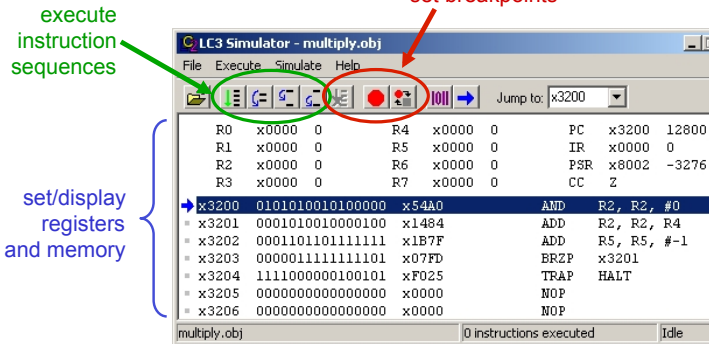 set breakpoints
execute
instruction
sequences
LC3 Simulator - multiply.obj
File Execute Simulate Help
Jump to: x3200
R0 x0000 0 R4 x0000 0 PC x3200 12800
R1 x0000 0 R5 x0000 0 IR x0000 0
R2 x0000 0 R6 x0000 0 PSR x8002 -3276
R3 x0000 0 R7 x0000 0 CC Z
set/display
registers
and memory
x3200 0101010010100000 x54A0 AND R2, R2, #0
x3201 0001010010000100 x1484 ADD R2, R2, R4
x3202 0001101101111111 x1B7F ADD R5, R5, #-1
x3203 0000011111111101 x07FD BRZP x3201
x3204 1111000000100101 xF025 TRAP HALT
x3205 0000000000000000 x0000 NOP
x3206 0000000000000000 x0000 NOP
multiply.obj 0 instructions executed Idle